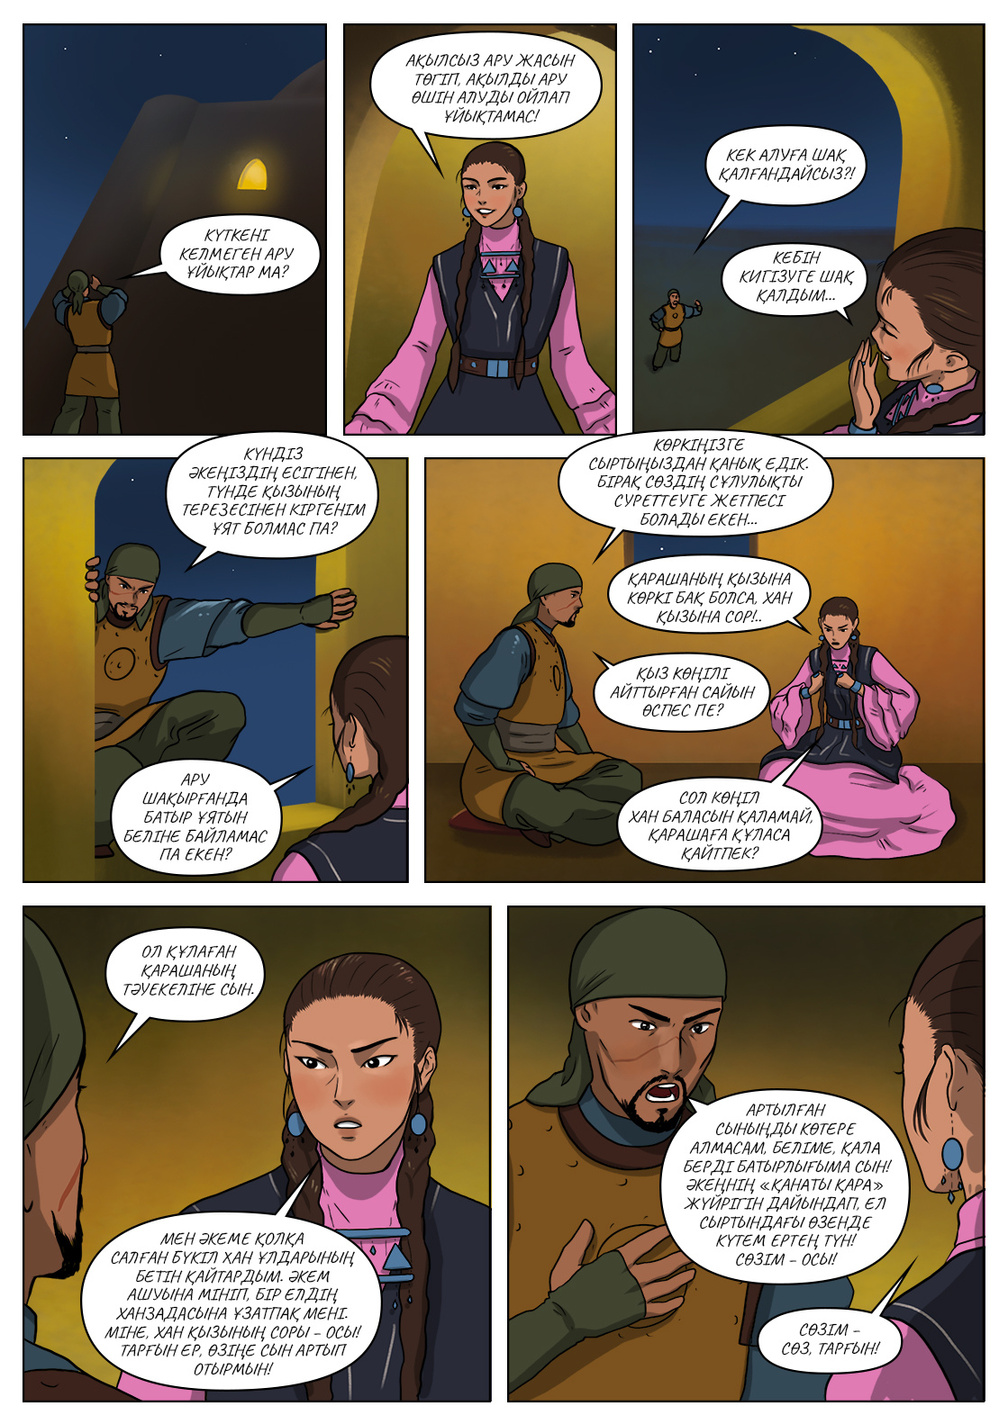 КҮТКЕНІ
КЕЛМЕГЕН АРУ
ҰЙЫҚТАР МА?
АҚЫЛСЫЗ АРУ ЖАСЫН
ТӨГІП, АҚЫЛДЫ АРУ
ӨШІН АЛУДЫ ОЙЛАП
ҰЙЫҚТАМАС!
КЕК АЛУҒА ШАҚ
ҚАЛҒАНДАЙСЫЗ?!
КЕБІН
КИГІЗУГЕ ШАҚ
ҚАЛДЫМ...
КҮНДІЗ
ӘКЕҢІЗДІҢ ЕСІГІНЕН,
ТҮНДЕ ҚЫЗЫНЫҢ
ТЕРЕЗЕСІНЕН КІРГЕНІМ
ҰЯТ БОЛМАС ПА?
АРУ
ШАҚЫРҒАНДА
БАТЫР ҰЯТЫН
БЕЛІНЕ БАЙЛАМАС
ПА ЕКЕН?
КӨРКІҢІЗГЕ
СЫРТЫҢЫЗДАН ҚАНЫҚ ЕДІК.
БІРАҚ СӨЗДІҢ СҰЛУЛЫҚТЫ
СУРЕТТЕУГЕ ЖЕТПЕСІ
БОЛАДЫ ЕКЕН...
ҚАРАШАНЫҢ ҚЫЗЫНА
КӨРКІ БАҚ БОЛСА, ХАН
ҚЫЗЫНА СОР!..
ҚЫЗ КӨҢІЛІ
АЙТТЫРҒАН САЙЫН
ӨСПЕС ПЕ?
СОЛ КӨҢІЛ
ХАН БАЛАСЫН ҚАЛАМАЙ,
ҚАРАШАҒА ҚҰЛАСА
ҚАЙТПЕК?
ОЛ ҚҰЛАҒАН
ҚАРАШАНЫҢ
ТӘУЕКЕЛІНЕ СЫН.
МЕН ӘКЕМЕ ҚОЛҚА
САЛҒАН БҮКІЛ ХАН ҰЛДАРЫНЫҢ
БЕТІН ҚАЙТАРДЫМ. ӘКЕМ
АШУЫНА МІНІП, БІР ЕЛДІҢ
ХАНЗАДАСЫНА ҰЗАТПАҚ МЕНІ.
МІНЕ, ХАН ҚЫЗЫНЫҢ СОРЫ – ОСЫ!
ТАРҒЫН ЕР, ӨЗІҢЕ СЫН АРТЫП
ОТЫРМЫН!
АРТЫЛҒАН
СЫНЫҢДЫ КӨТЕРЕ
АЛМАСАМ, БЕЛІМЕ, ҚАЛА
БЕРДІ БАТЫРЛЫҒЫМА СЫН!
ӘКЕҢНІҢ «ҚАНАТЫ ҚАРА»
ЖҮЙРІГІН ДАЙЫНДАП, ЕЛ
СЫРТЫНДАҒЫ ӨЗЕНДЕ
КҮТЕМ ЕРТЕҢ ТҮН!
СӨЗІМ – ОСЫ!
СӨЗІМ –
СӨЗ, ТАРҒЫН!